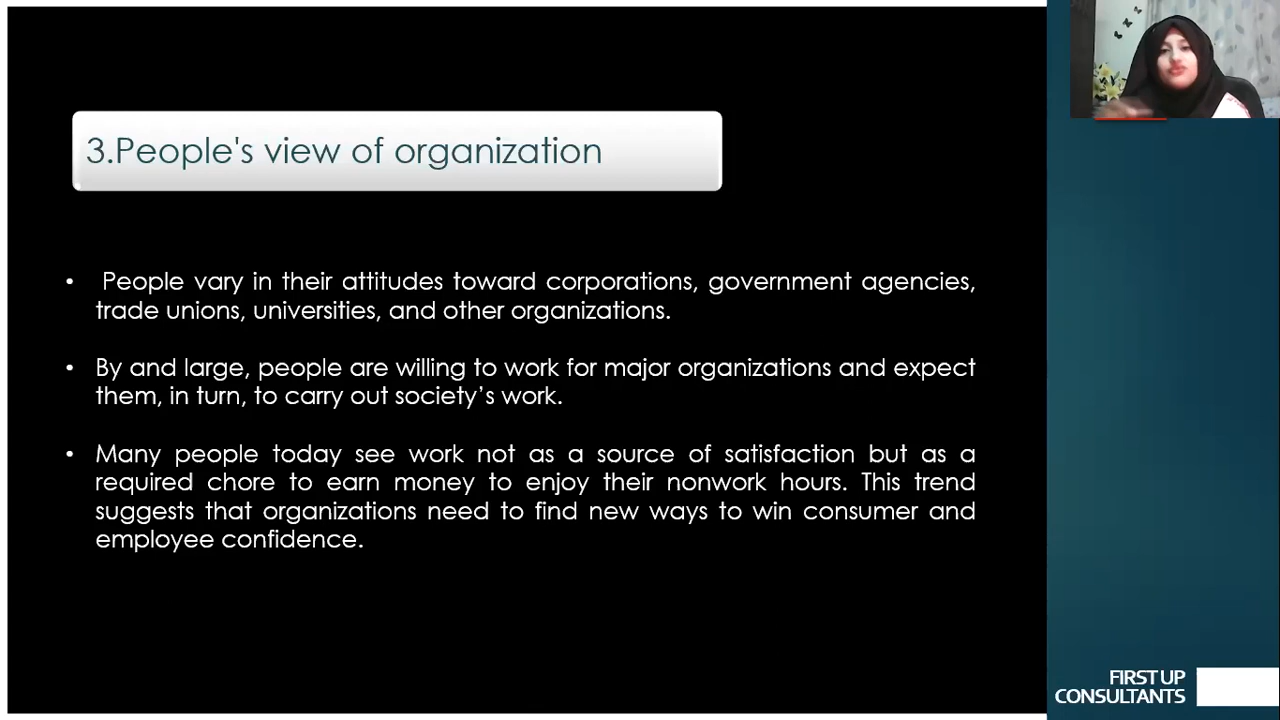 3.People's view of organization
• People vary in their attitudes toward corporations, government agencies,
trade unions, universities, and other organizations.
• By and large, people are willing to work for major organizations and expect
them, in turn, to carry out society’s work.
• Many people today see work not as a source of satisfaction but as a
required chore to earn money to enjoy their nonwork hours. This trend
suggests that organizations need to find new ways to win consumer and
employee confidence.
FIRST UP
CONSULTANTS